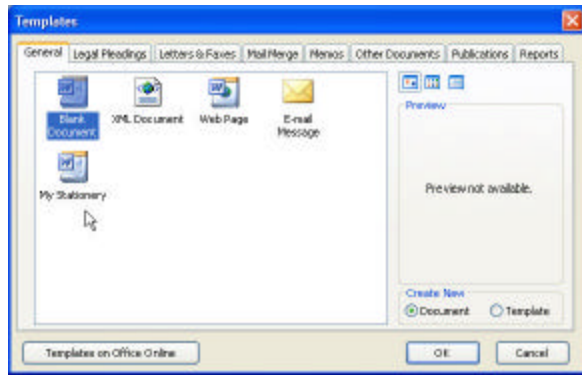 Templates
General Legal Pleadings Letters & Faxes Mail Merge Memos Other Documents Publications Reports
Blank Document
XML Document
Web Page
E-mail Message
My Stationery
Preview
Preview not available.
Create New
Document Template
Templates on Office Online
OK Cancel